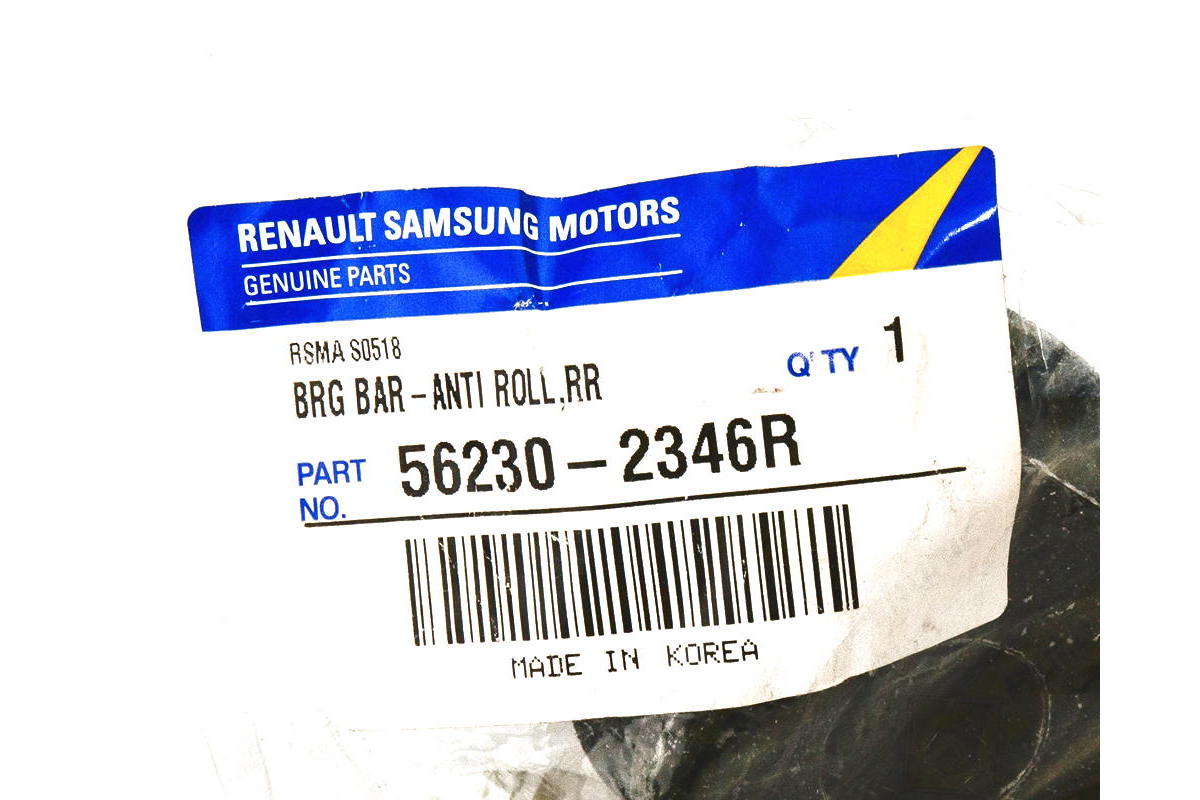 RENAULT SAMSUNG MOTORS
GENUINE PARTS
RSMA S0518
BRG BAR-ANTI ROLL,RR
Q'TY 1
PART NO. 56230-2346R
MADE IN KOREA